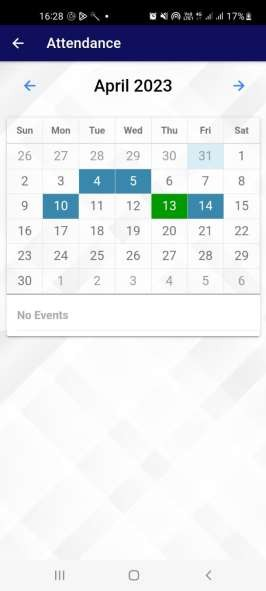 16:28 17%
Attendance
April 2023
Sun Mon Tue Wed Thu Fri Sat
26 27 28 29 30 31 1
2 3 4 5 6 7 8
9 10 11 12 13 14 15
16 17 18 19 20 21 22
23 24 25 26 27 28 29
30 1 2 3 4 5 6
No Events